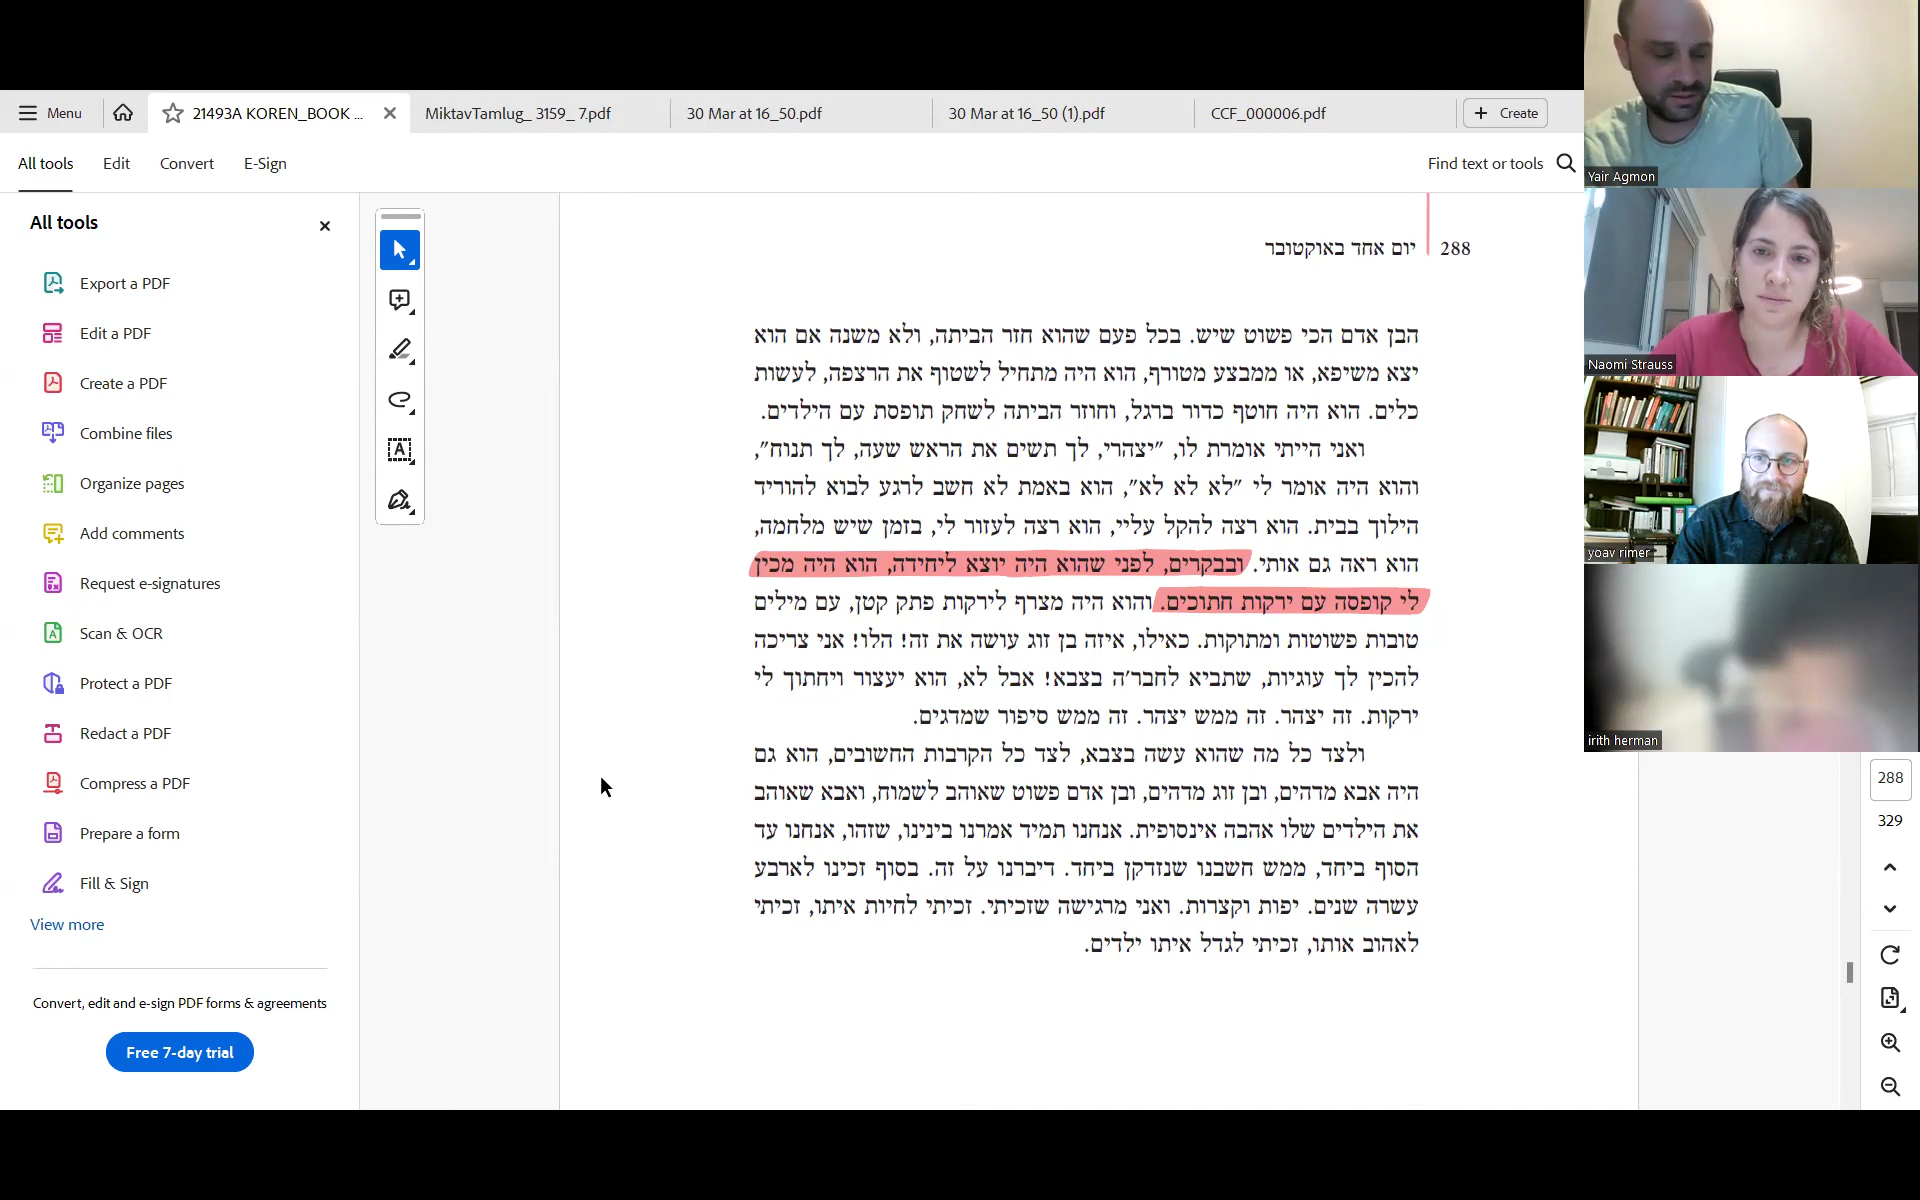 Menu
21493A KOREN_BOOK ...
MiktavTamlug_ 3159_ 7.pdf
30 Mar at 16_50.pdf
30 Mar at 16_50 (1).pdf
CCF_000006.pdf
Create
All tools
Edit
Convert
E-Sign
Find text or tools
All tools
Export a PDF
Edit a PDF
Create a PDF
Combine files
Organize pages
Add comments
Request e-signatures
Scan & OCR
Protect a PDF
Redact a PDF
Compress a PDF
Prepare a form
Fill & Sign
View more
Convert, edit and e-sign PDF forms & agreements
Free 7-day trial
288 יום אחד באוקטובר
הבן אדם הכי פשוט שיש. בכל פעם שהוא חזר הביתה, ולא משנה אם הוא
יצא משיפא, או ממבצע מטורף, הוא היה מתחיל לשטוף את הרצפה, לעשות
כלים. הוא היה חוטף כדור ברגל, וחוזר הביתה לשחק תופסת עם הילדים.
ואני הייתי אומרת לו, "יצהרי, לך תשים את הראש שעה, לך תנוח",
והוא היה אומר לי "לא לא לא", הוא באמת לא חשב לרגע לבוא להוריד
הילוך בבית. הוא רצה להקל עליי, הוא רצה לעזור לי, בזמן שיש מלחמה,
הוא ראה גם אותי. ובבקרים, לפני שהוא היה יוצא ליחידה, הוא היה מכין
לי קופסה עם ירקות חתוכים. והוא היה מצרף לירקות פתק קטן, עם מילים
טובות פשוטות ומתוקות. כאילו, איזה בן זוג עושה את זה! הלו! אני צריכה
להכין לך עוגיות, שתביא לחבר'ה בצבא! אבל לא, הוא יעצור ויחתוך לי
ירקות. זה יצהר. זה ממש יצהר. זה ממש סיפור שמדגים.
ולצד כל מה שהוא עשה בצבא, לצד כל הקרבות החשובים, הוא גם
היה אבא מדהים, ובן זוג מדהים, ובן אדם פשוט שאוהב לשמוח, ואבא שאוהב
את הילדים שלו אהבה אינסופית. אנחנו תמיד אמרנו בינינו, שזהו, אנחנו עד
הסוף ביחד, ממש חשבנו שנזדקן ביחד. דיברנו על זה. בסוף זכינו לארבע
עשרה שנים. יפות וקצרות. ואני מרגישה שזכיתי. זכיתי לחיות איתו, זכיתי
לאהוב אותו, זכיתי לגדל איתו ילדים.
Yair Agmon
Naomi Strauss
yoav rimer
irith herman
288
329